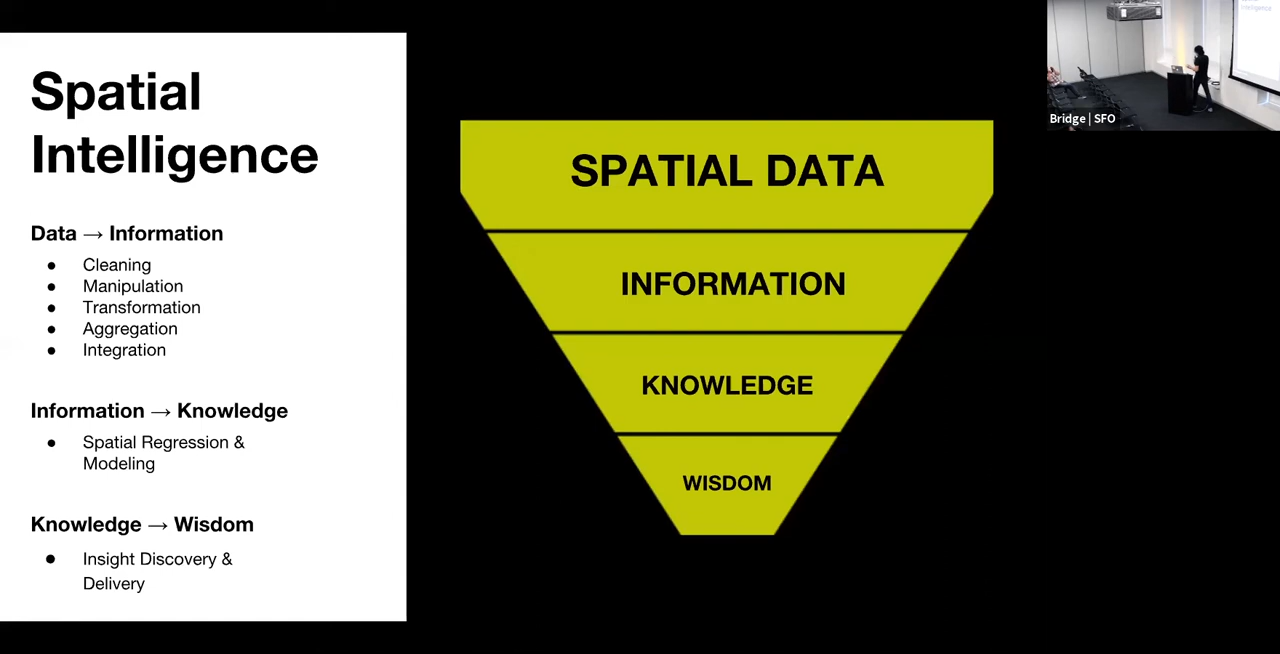 Spatial
Intelligence
Data → Information
● Cleaning
● Manipulation
● Transformation
● Aggregation
● Integration
Information → Knowledge
● Spatial Regression &
Modeling
Knowledge → Wisdom
● Insight Discovery &
Delivery
SPATIAL DATA
INFORMATION
KNOWLEDGE
WISDOM
Intelligence
Bridge | SFO